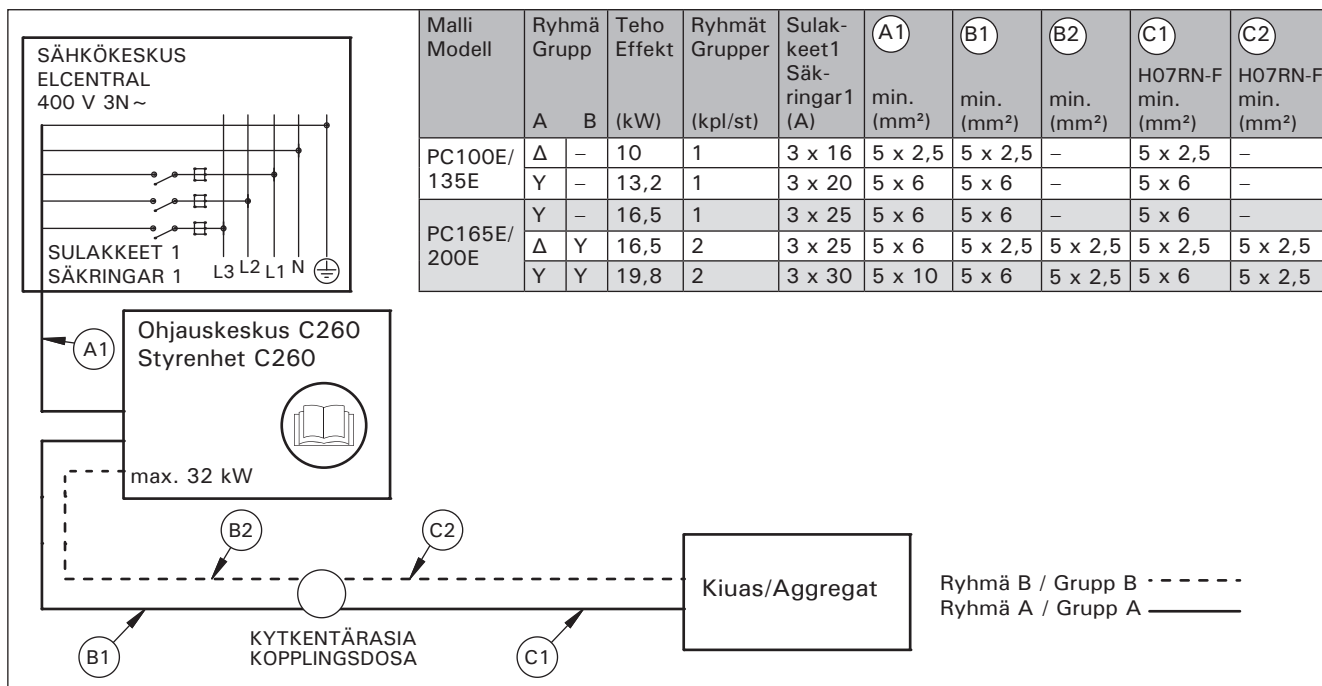 SÄHKÖKESKUS
ELCENTRAL
400 V 3N~
SULAKKEET 1
SÄKRINGAR 1
L3 L2 L1 N
Malli Ryhmä Teho Ryhmät Sulak- A1 B1 B2 C1 C2
Modell Grupp Effekt Grupper keet1
Säk- H07RN-F H07RN-F
ringar1 min. min. min. min. min.
A B (kW) (kpl/st) (A) (mm²) (mm²) (mm²) (mm²) (mm²)
PC100E/ Δ – 10 1 3 x 16 5 x 2,5 5 x 2,5 – 5 x 2,5 –
135E Y – 13,2 1 3 x 20 5 x 6 5 x 6 – 5 x 6 –
PC165E/ Y – 16,5 1 3 x 25 5 x 6 5 x 6 – 5 x 6 –
200E Δ Y 16,5 2 3 x 25 5 x 6 5 x 2,5 5 x 2,5 5 x 2,5 5 x 2,5
Y Y 19,8 2 3 x 30 5 x 10 5 x 6 5 x 2,5 5 x 6 5 x 2,5
A1
Ohjauskeskus C260
Styrenhet C260
max. 32 kW
B2
C2
Kiuas/Aggregat
Ryhmä B / Grupp B
Ryhmä A / Grupp A
B1
KYTKENTÄRASIA
KOPPLINGSDOSA
C1